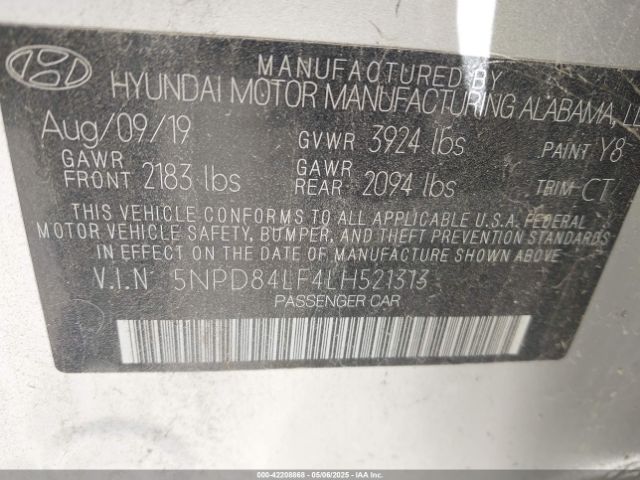 MANUFACTURED BY
HYUNDAI MOTOR MANUFACTURING ALABAMA, LL
Aug/09/19 GVWR 3924 lbs PAINT Y8
GAWR FRONT 2183 lbs GAWR REAR 2094 lbs TRIM CT
THIS VEHICLE CONFORMS TO ALL APPLICABLE U.S.A. FEDERAL
MOTOR VEHICLE SAFETY, BUMPER, AND THEFT PREVENTION STANDARDS
IN EFFECT ON THE DATE OF MANUFACTURE SHOWN ABOVE.
V.I.N 5NPD84LF4LH521313
PASSENGER CAR
000-42208868 05/06/2025 IAA Inc.